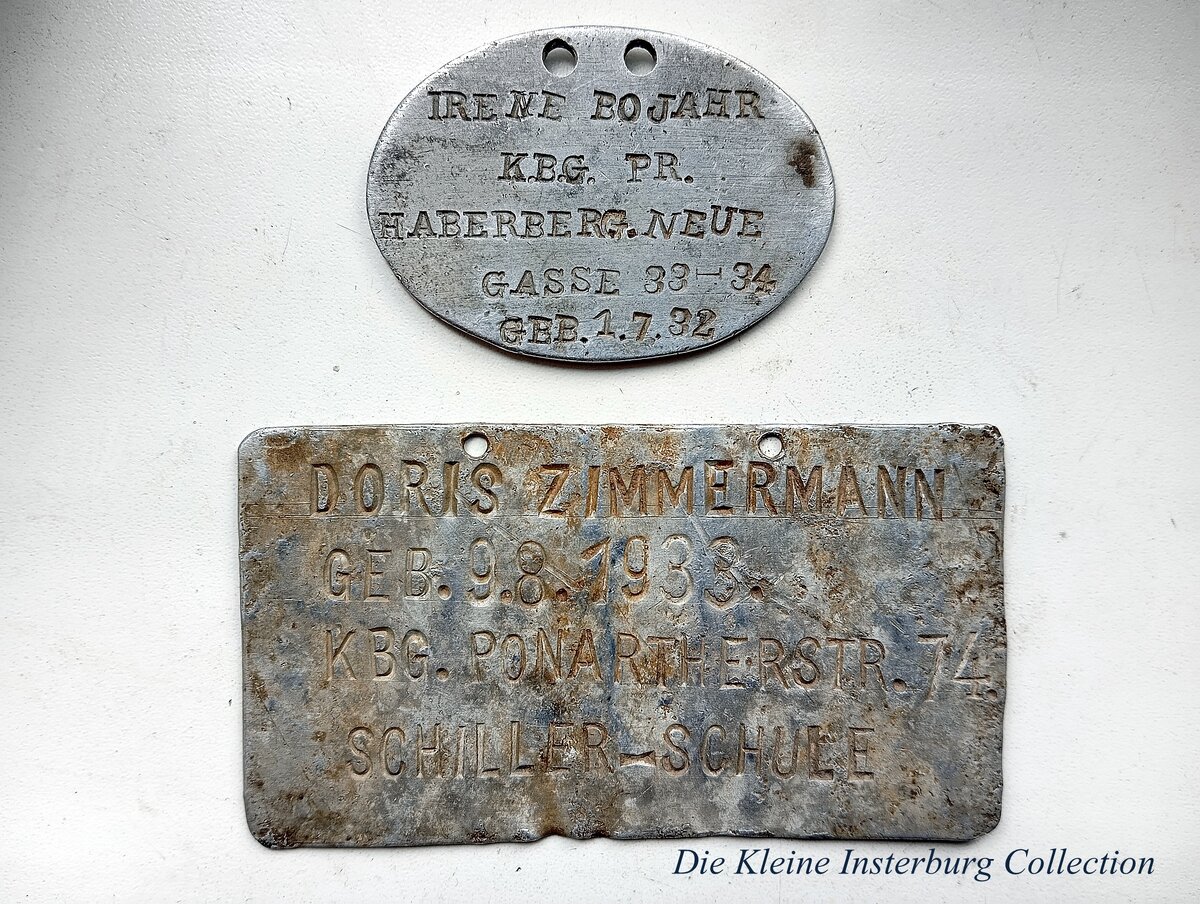 IRENE BOJAHR
K.B.G. PR.
HABERBERG. NEUE
GASSE 33-34
GEB. 1.7.32
DORIS ZIMMERMANN
GEB. 9.8.1933.
KBG. PONARTHERSTR. 74.
SCHILLER-SCHULE
Die Kleine Insterburg Collection